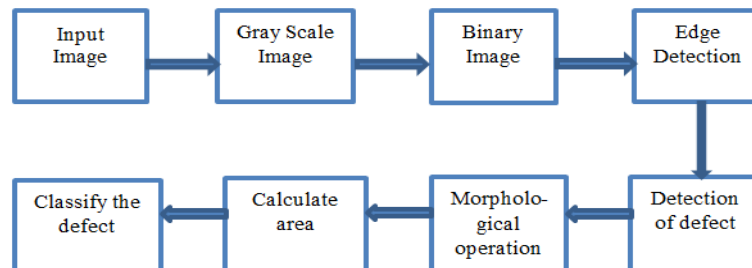 Input
Image
Gray Scale
Image
Binary
Image
Edge
Detection
Classify the
defect
Calculate
area
Morpholo-
gical
operation
Detection
of defect